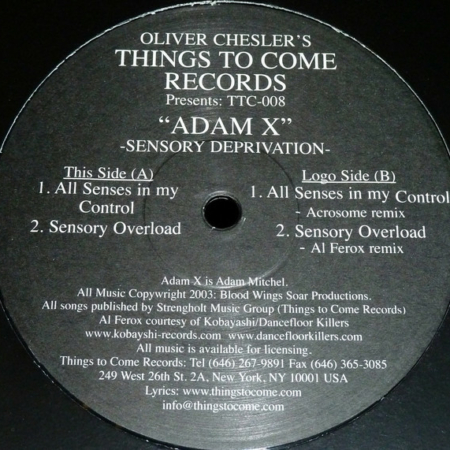 OLIVER CHESLER'S
THINGS TO COME
RECORDS
Presents: TTC-008
"ADAM X"
-SENSORY DEPRIVATION-
This Side (A)
1. All Senses in my
Control
2. Sensory Overload
Logo Side (B)
1. All Senses in my Control
- Acrosome remix
2. Sensory Overload
- Al Ferox remix
Adam X is Adam Mitchel.
All Music Copyright 2003: Blood Wings Soar Productions.
All songs published by Strengholt Music Group (Things to Come Records)
Al Ferox courtesy of Kobayashi/Dancefloor Killers
www.kobayshi-records.com www.dancefloorkillers.com
All music is available for licensing.
Things to Come Records: Tel (646) 267-9891 Fax (646) 365-3085
249 West 26th St. 2A, New York, NY 10001 USA
Lyrics: www.thingstocome.com
info@thingstocome.com